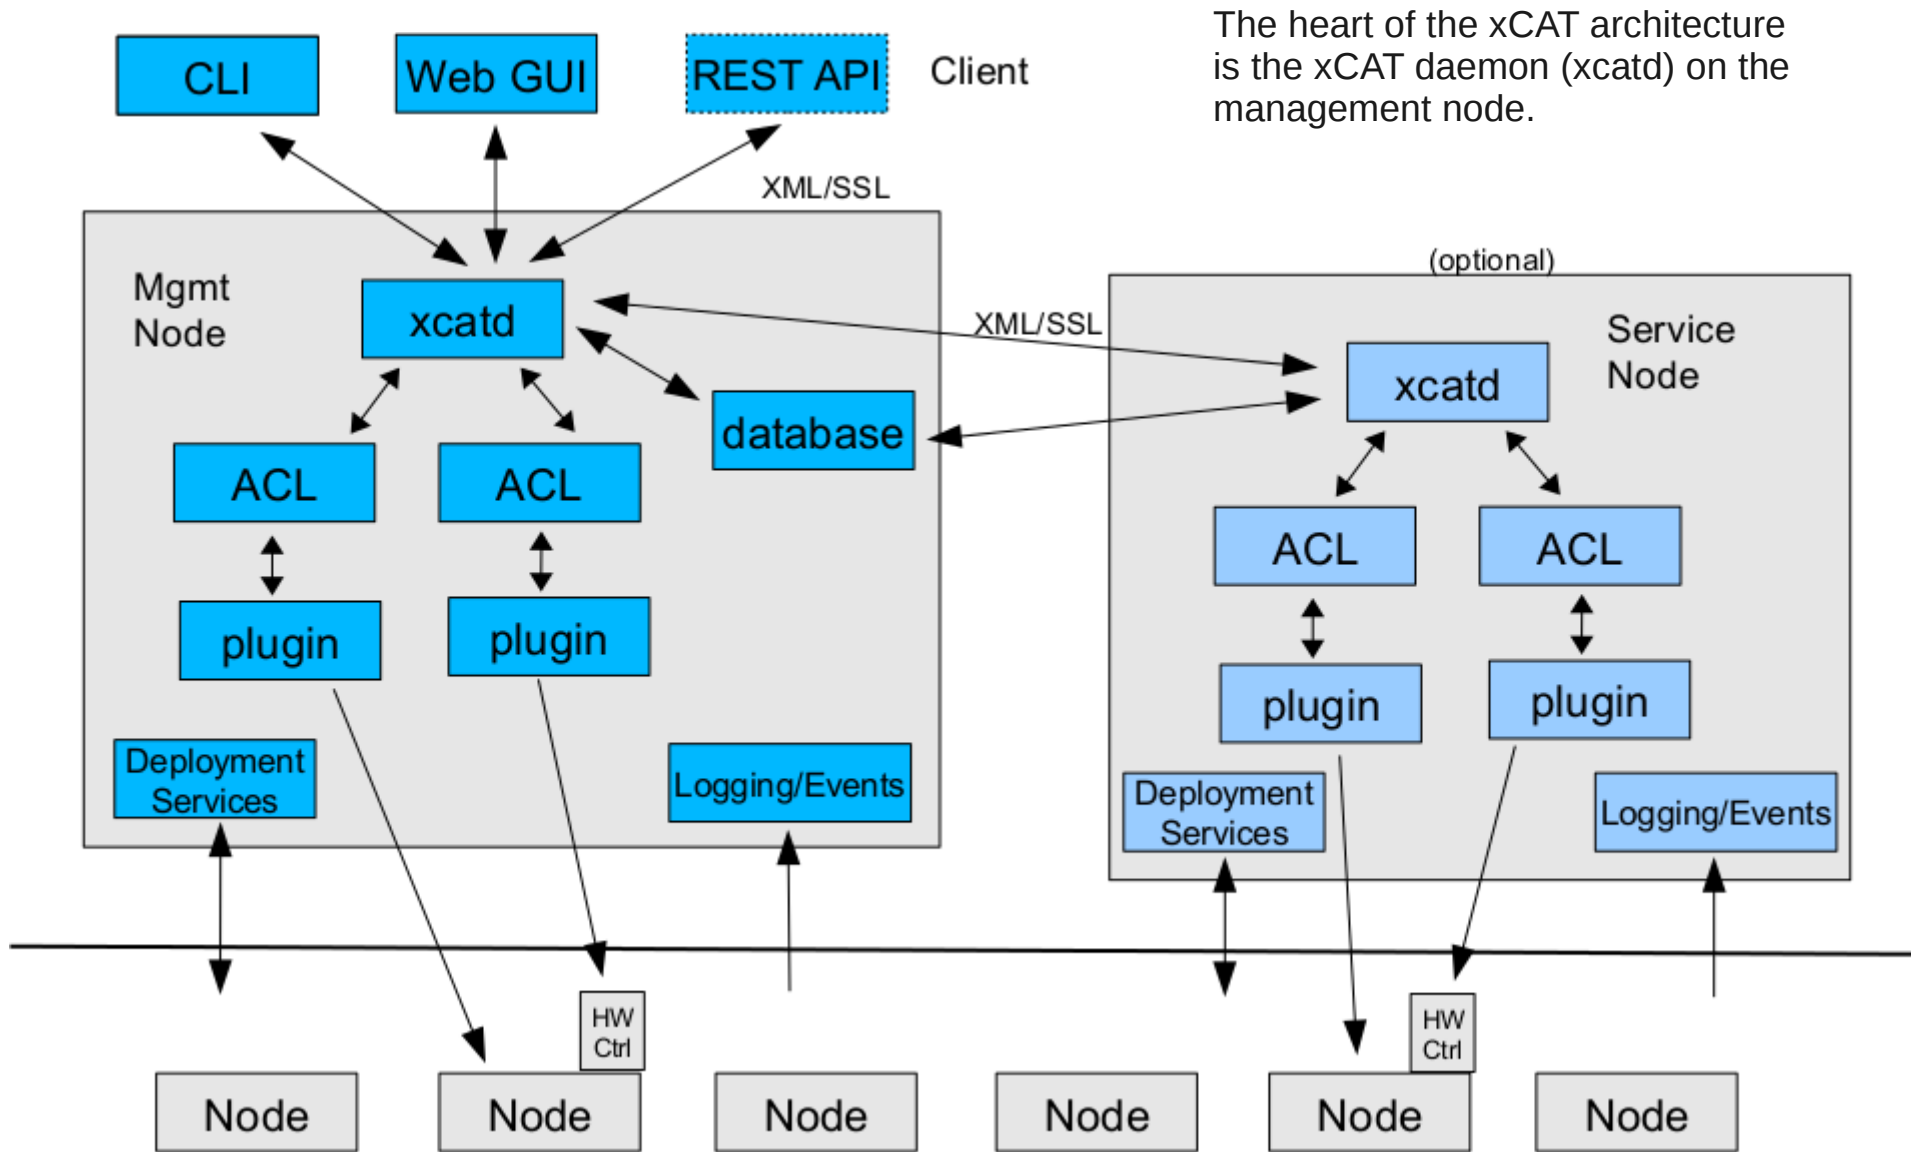 The heart of the xCAT architecture
is the xCAT daemon (xcatd) on the
management node.
CLI
Web GUI
REST API
Client
XML/SSL
Mgmt
Node
xcatd
database
ACL
ACL
plugin
plugin
Deployment
Services
Logging/Events
XML/SSL
(optional)
Service
Node
xcatd
ACL
ACL
plugin
plugin
Deployment
Services
Logging/Events
HW
Ctrl
HW
Ctrl
Node
Node
Node
Node
Node
Node